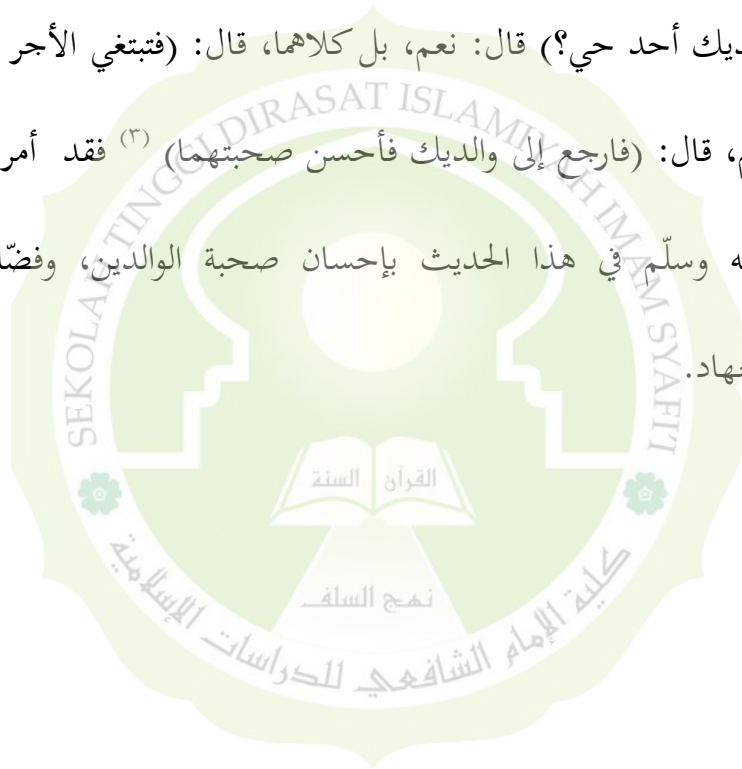 ديك أحد حي؟) قال: نعم، بل كلاهما، قال: (فتبتغي الأجر
م، قال: (فارجع إلى والديك فأحسن صحبتهما) (٣) فقد أمر
ه وسلّم في هذا الحديث بإحسان صحبة الوالدين، وفضّل
جهاد.
SEKOLAH TINGGI DIRASAT ISLAMIYAH IMAM SYAFI'I
القرآن السنة
نهج السلف
كلية الإمام الشافعي للدراسات الإسلامية